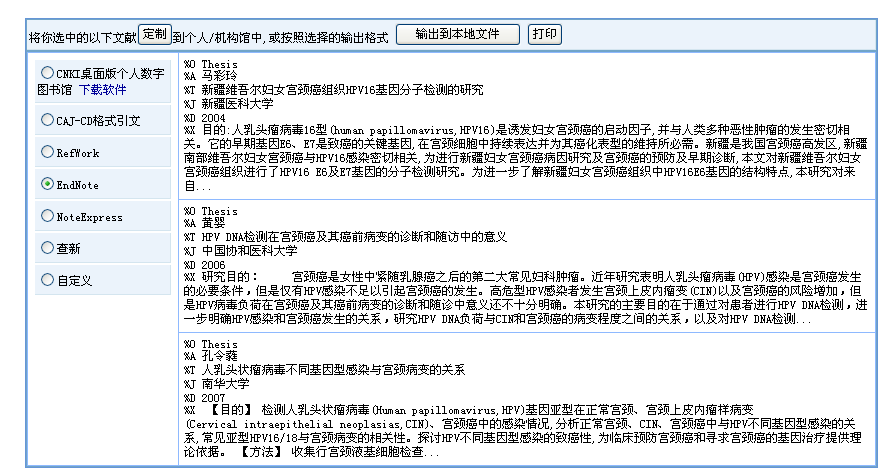 将你选中的以下文献 定制 到个人/机构馆中,或按照选择的输出格式 输出到本地文件 打印
CNKI桌面版个人数字
图书馆 下载软件
CAJ-CD格式引文
RefWork
EndNote
NoteExpress
查新
自定义
%0 Thesis
%A 马彩玲
%T 新疆维吾尔妇女宫颈癌组织HPV16基因分子检测的研究
%J 新疆医科大学
%D 2004
%X 目的:人乳头瘤病毒16型(human papillomavirus,HPV16)是诱发妇女宫颈癌的启动因子,并与人类多种恶性肿瘤的发生密切相
关。它的早期基因E6、E7是致癌的关键基因,在宫颈细胞中持续表达并为其癌化表型的维持所必需。新疆是我国宫颈癌高发区,新疆
南部维吾尔妇女宫颈癌与HPV16感染密切相关,为进行新疆妇女宫颈癌病因研究及宫颈癌的预防及早期诊断,本文对新疆维吾尔妇女
宫颈癌组织进行了HPV16 E6及E7基因的分子检测研究。为进一步了解新疆妇女宫颈癌组织中HPV16E6基因的结构特点,本研究对来
自...
%0 Thesis
%A 黄婴
%T HPV DNA检测在宫颈癌及其癌前病变的诊断和随访中的意义
%J 中国协和医科大学
%D 2006
%X 研究目的： 宫颈癌是女性中紧随乳腺癌之后的第二大常见妇科肿瘤。近年研究表明人乳头瘤病毒(HPV)感染是宫颈癌发生
的必要条件，但是仅有HPV感染不足以引起宫颈癌的发生。高危型HPV感染者发生宫颈上皮内瘤变(CIN)以及宫颈癌的风险增加，但
是HPV病毒负荷在宫颈癌及其癌前病变的诊断和随诊中意义还不十分明确。本研究的主要目的在于通过对患者进行HPV DNA检测，进
一步明确HPV感染和宫颈癌发生的关系，研究HPV DNA负荷与CIN和宫颈癌的病变程度之间的关系，以及对HPV DNA检测...
%0 Thesis
%A 孔令蕤
%T 人乳头状瘤病毒不同基因型感染与宫颈病变的关系
%J 南华大学
%D 2007
%X 【目的】 检测人乳头状瘤病毒(Human papillomavirus,HPV)基因亚型在正常宫颈、宫颈上皮内瘤样病变
(Cervical intraepithelial neoplasias,CIN)、宫颈癌中的感染情况,分析正常宫颈、CIN、宫颈癌中与HPV不同基因型感染的关
系,常见亚型HPV16/18与宫颈病变的相关性。探讨HPV不同基因型感染的致癌性,为临床预防宫颈癌和寻求宫颈癌的基因治疗提供理
论依据。 【方法】 收集行宫颈液基细胞检查...